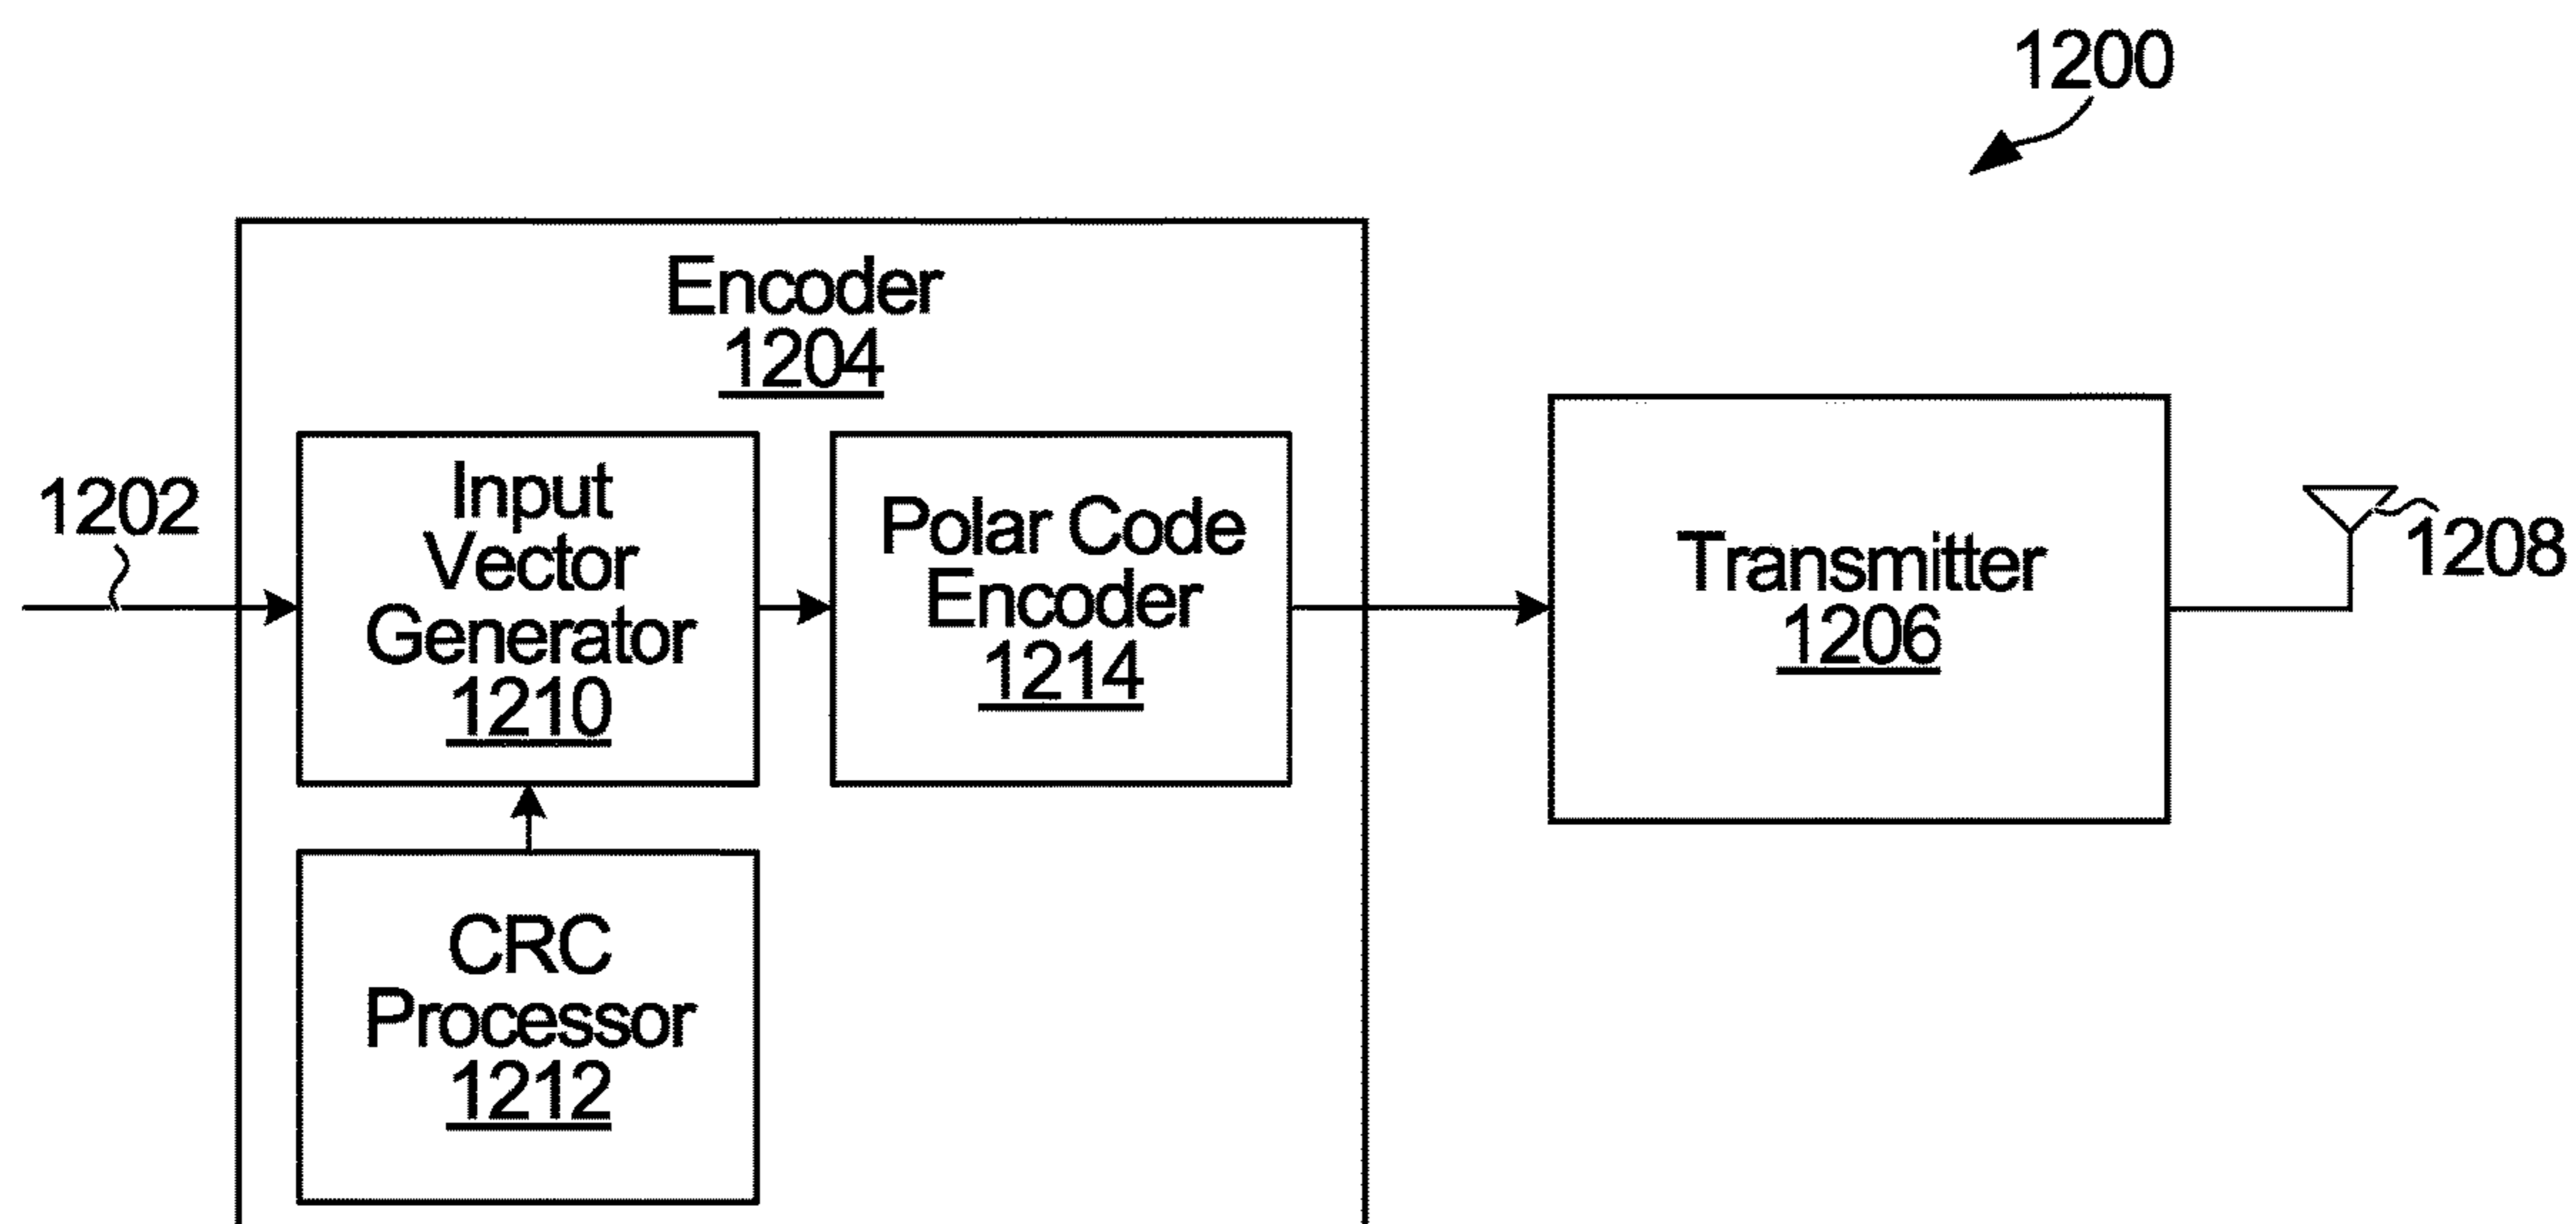 1200
Encoder
1204
1202
Input
Vector
Generator
1210
Polar Code
Encoder
1214
Transmitter
1206
1208
CRC
Processor
1212